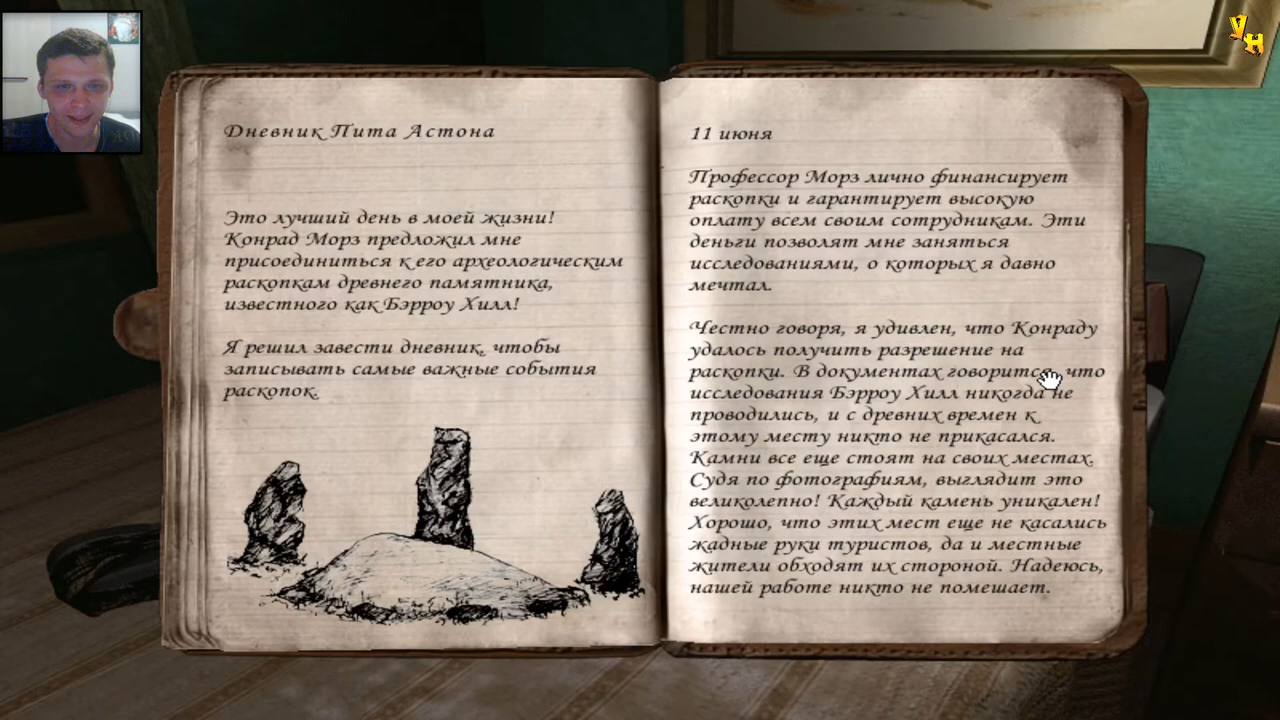 УН
Дневник Пита Астона
Это лучший день в моей жизни!
Конрад Морз предложил мне
присоединиться к его археологическим
раскопкам древнего памятника,
известного как Бэрроу Хилл!
Я решил завести дневник, чтобы
записывать самые важные события
раскопок.
11 июня
Профессор Морз лично финансирует
раскопки и гарантирует высокую
оплату всем своим сотрудникам. Эти
деньги позволят мне заняться
исследованиями, о которых я давно
мечтал.
Честно говоря, я удивлен, что Конраду
удалось получить разрешение на
раскопки. В документах говорится, что
исследования Бэрроу Хилл никогда не
проводились, и с древних времен к
этому месту никто не прикасался.
Камни все еще стоят на своих местах.
Судя по фотографиям, выглядит это
великолепно! Каждый камень уникален!
Хорошо, что этих мест еще не касались
жадные руки туристов, да и местные
жители обходят их стороной. Надеюсь,
нашей работе никто не помешает.